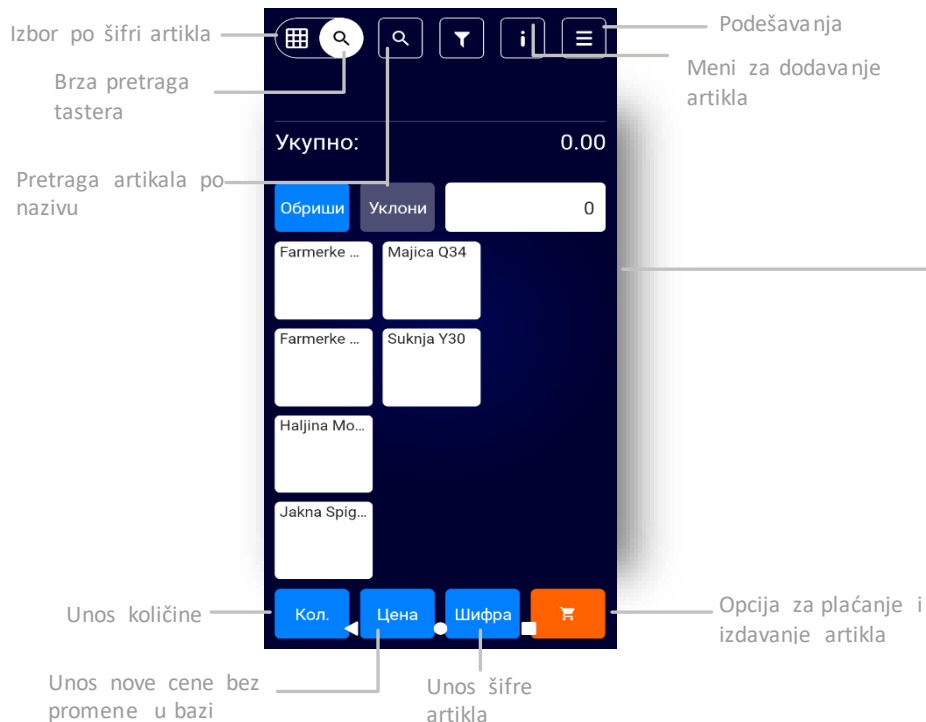 Izbor po šifri artikla
Podešavanja
Brza pretraga
tastera
Meni za dodavanje
artikla
Укупно:
0.00
Pretraga artikala po
nazivu
Обриши
Уклони
0
Farmerke ...
Majica Q34
Farmerke ...
Suknja Y30
Haljina Mo...
Jakna Spig...
Unos količine
Кол.
Цена
Шифра
Opcija za plaćanje i
izdavanje artikla
Unos nove cene bez
promene u bazi
Unos šifre
artikla